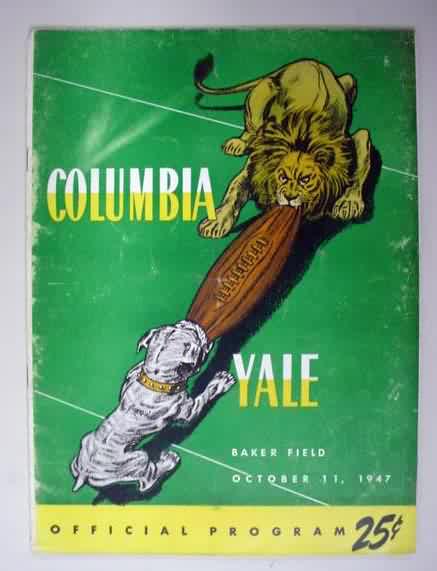 COLUMBIA
YALE
BAKER FIELD
OCTOBER 11, 1947
OFFICIAL PROGRAM 25¢